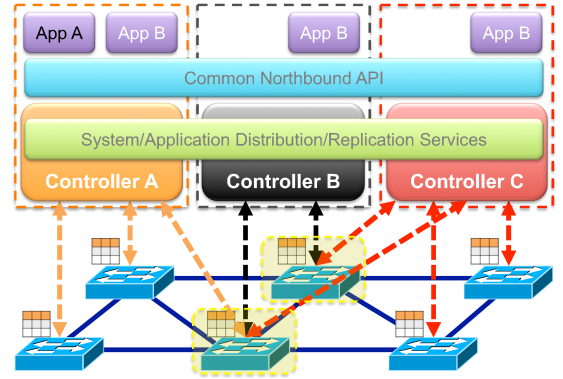 App A
App B
App B
App B
Common Northbound API
System/Application Distribution/Replication Services
Controller A
Controller B
Controller C